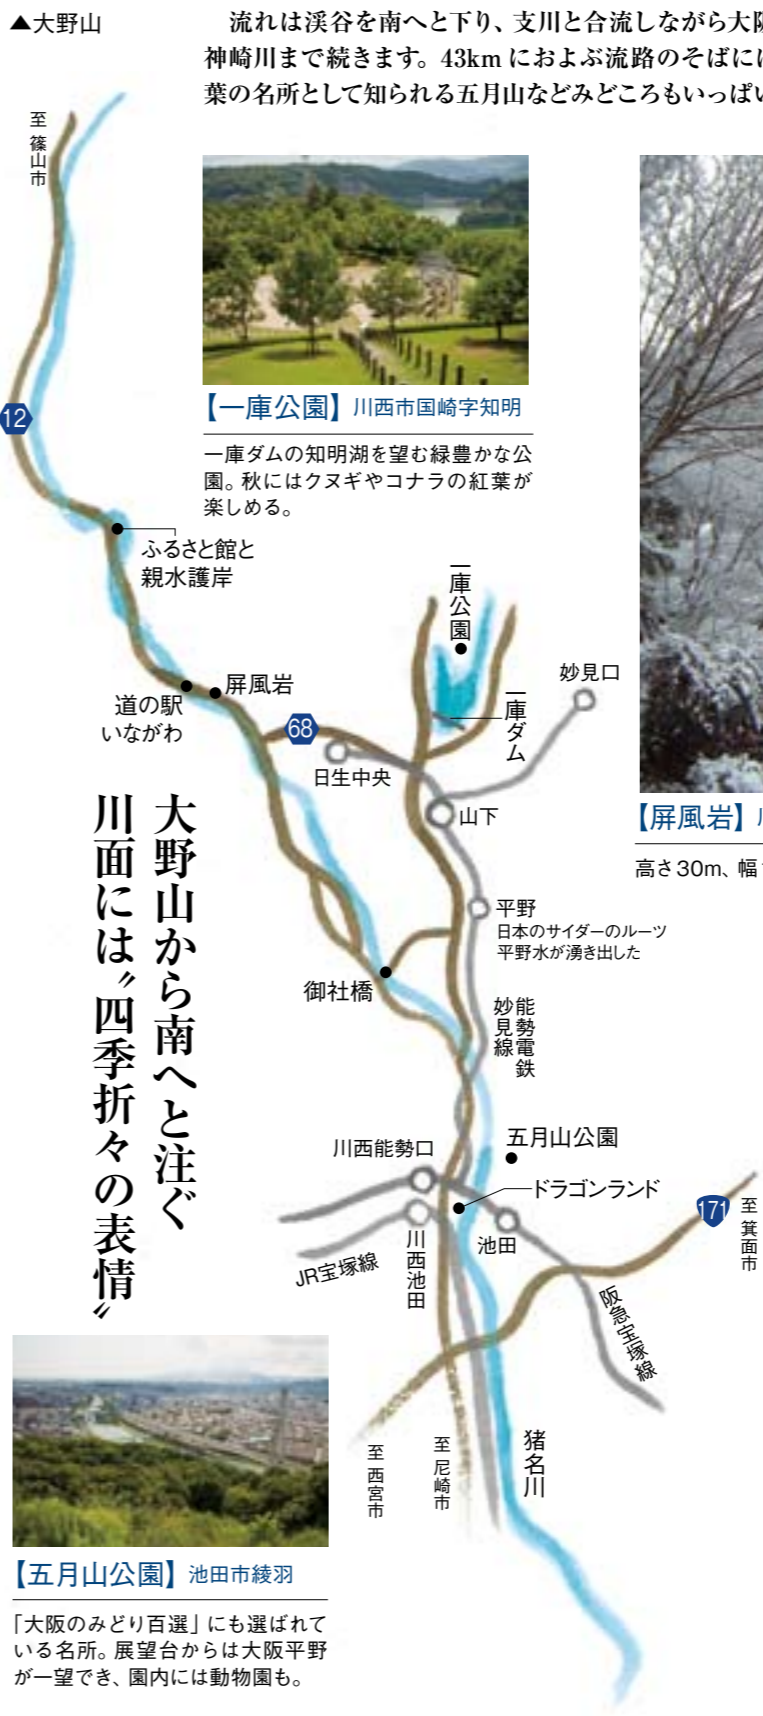 ▲大野山
流れは渓谷を南へと下り、支川と合流しながら大阪
神崎川まで続きます。43kmにおよぶ流路のそばに
葉の名所として知られる五月山などみどころもいっぱい
至 篠山市
【一庫公園】川西市国崎字知明
一庫ダムの知明湖を望む緑豊かな公
園。秋にはクヌギやコナラの紅葉が
楽しめる。
12
ふるさと館と
親水護岸
一庫公園
妙見口
屏風岩
道の駅
いながわ
68
一庫ダム
日生中央
山下
【屏風岩】
高さ30m、幅
大野山から南へと注ぐ
川面には〝四季折々の表情〟
平野
日本のサイダーのルーツ
平野水が湧き出した
御社橋
能勢電鉄
妙見線
五月山公園
川西能勢口
ドラゴンランド
171
至 箕面市
池田
川西池田
JR宝塚線
阪急宝塚線
至 西宮市
至 尼崎市
猪名川
【五月山公園】池田市綾羽
「大阪のみどり百選」にも選ばれて
いる名所。展望台からは大阪平野
が一望でき、園内には動物園も。